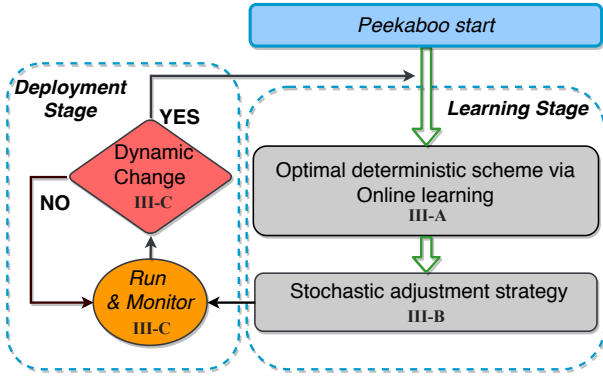 Peekaboo start
Deployment
Stage
YES
Learning Stage
Dynamic
Change
III-C
NO
Optimal deterministic scheme via
Online learning
III-A
Run
& Monitor
III-C
Stochastic adjustment strategy
III-B